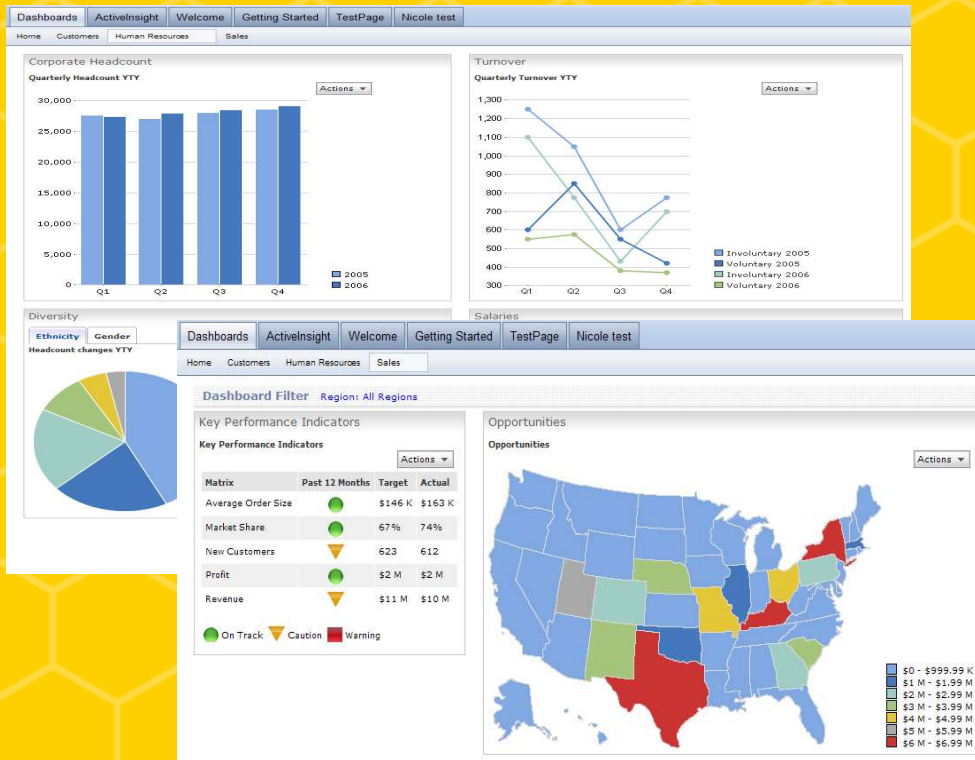 Dashboards ActiveInsight Welcome Getting Started TestPage Nicole test
Home Customers Human Resources Sales
Corporate Headcount
Quarterly Headcount YTY
Actions
30,000
25,000
20,000
15,000
10,000
5,000
0
Q1 Q2 Q3 Q4
2005
2006
Turnover
Quarterly Turnover YTY
Actions
1,300
1,200
1,100
1,000
900
800
700
600
500
400
300
Q1 Q2 Q3 Q4
Involuntary 2005
Voluntary 2005
Involuntary 2006
Voluntary 2006
Diversity
Ethnicity Gender
Headcount changes YTY
Salaries
Dashboards ActiveInsight Welcome Getting Started TestPage Nicole test
Home Customers Human Resources Sales
Dashboard Filter Region: All Regions
Key Performance Indicators
Key Performance Indicators
Actions
Matrix Past 12 Months Target Actual
Average Order Size $146 K $163 K
Market Share 67% 74%
New Customers 623 612
Profit $2 M $2 M
Revenue $11 M $10 M
On Track Caution Warning
Opportunities
Opportunities
Actions
$0 - $999.99 K
$1 M - $1.99 M
$2 M - $2.99 M
$3 M - $3.99 M
$4 M - $4.99 M
$5 M - $5.99 M
$6 M - $6.99 M